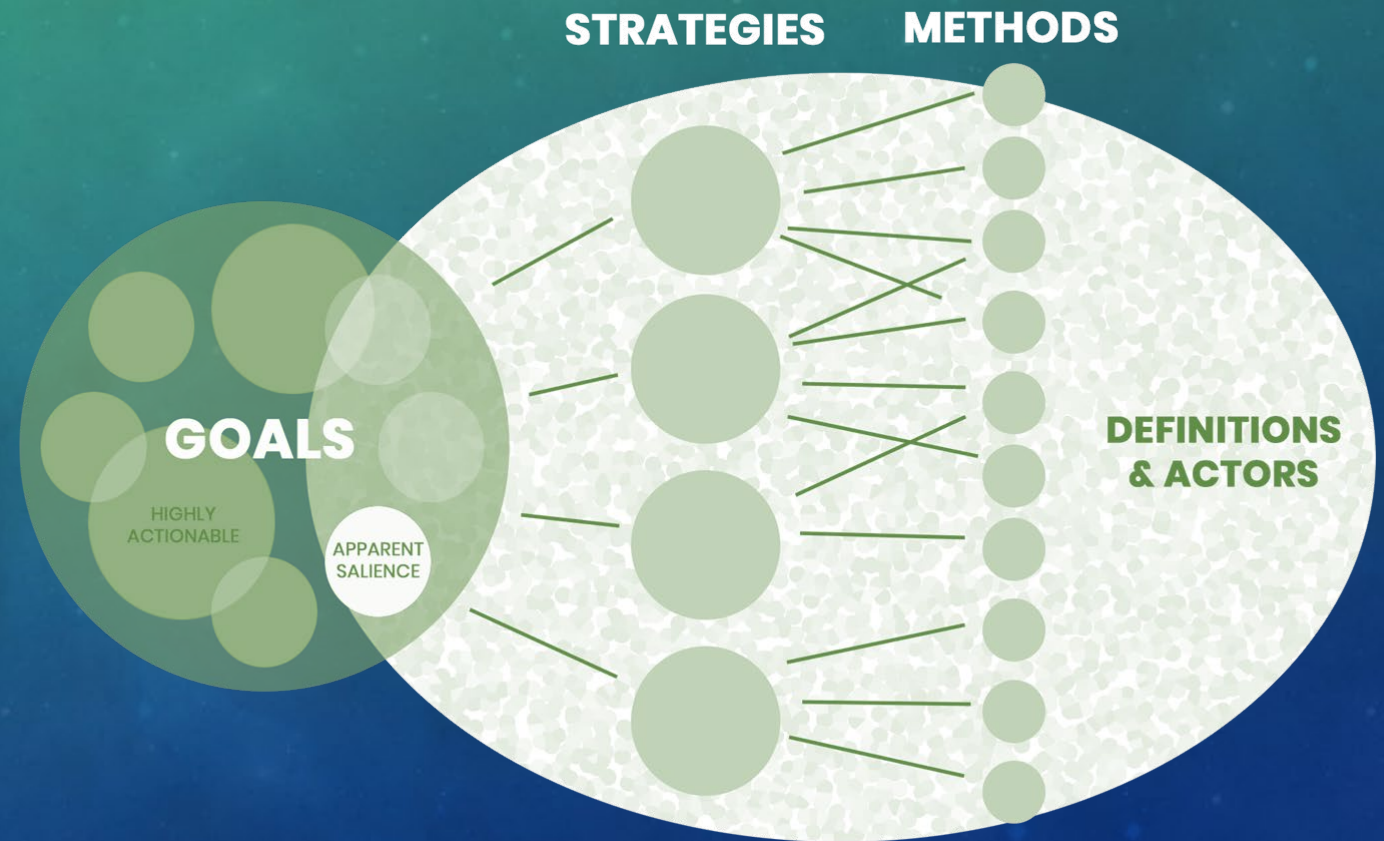 STRATEGIES
METHODS
GOALS
HIGHLY
ACTIONABLE
APPARENT
SALIENCE
DEFINITIONS
& ACTORS